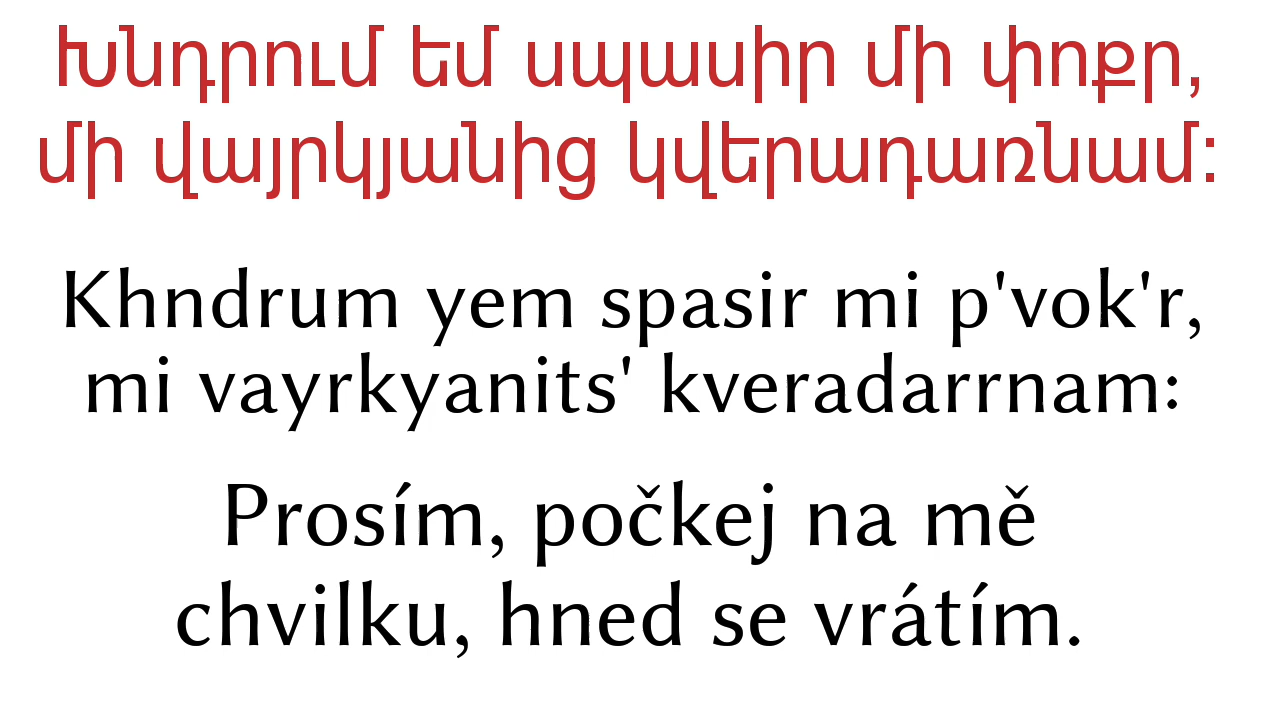 Խնդրում եմ սպասիր մի փոքր,
մի վայրկյանից կվերադառնամ:
Khndrum yem spasir mi p'vok'r,
mi vayrkyanits' kveradarrnam:
Prosím, počkej na mě
chvilku, hned se vrátím.